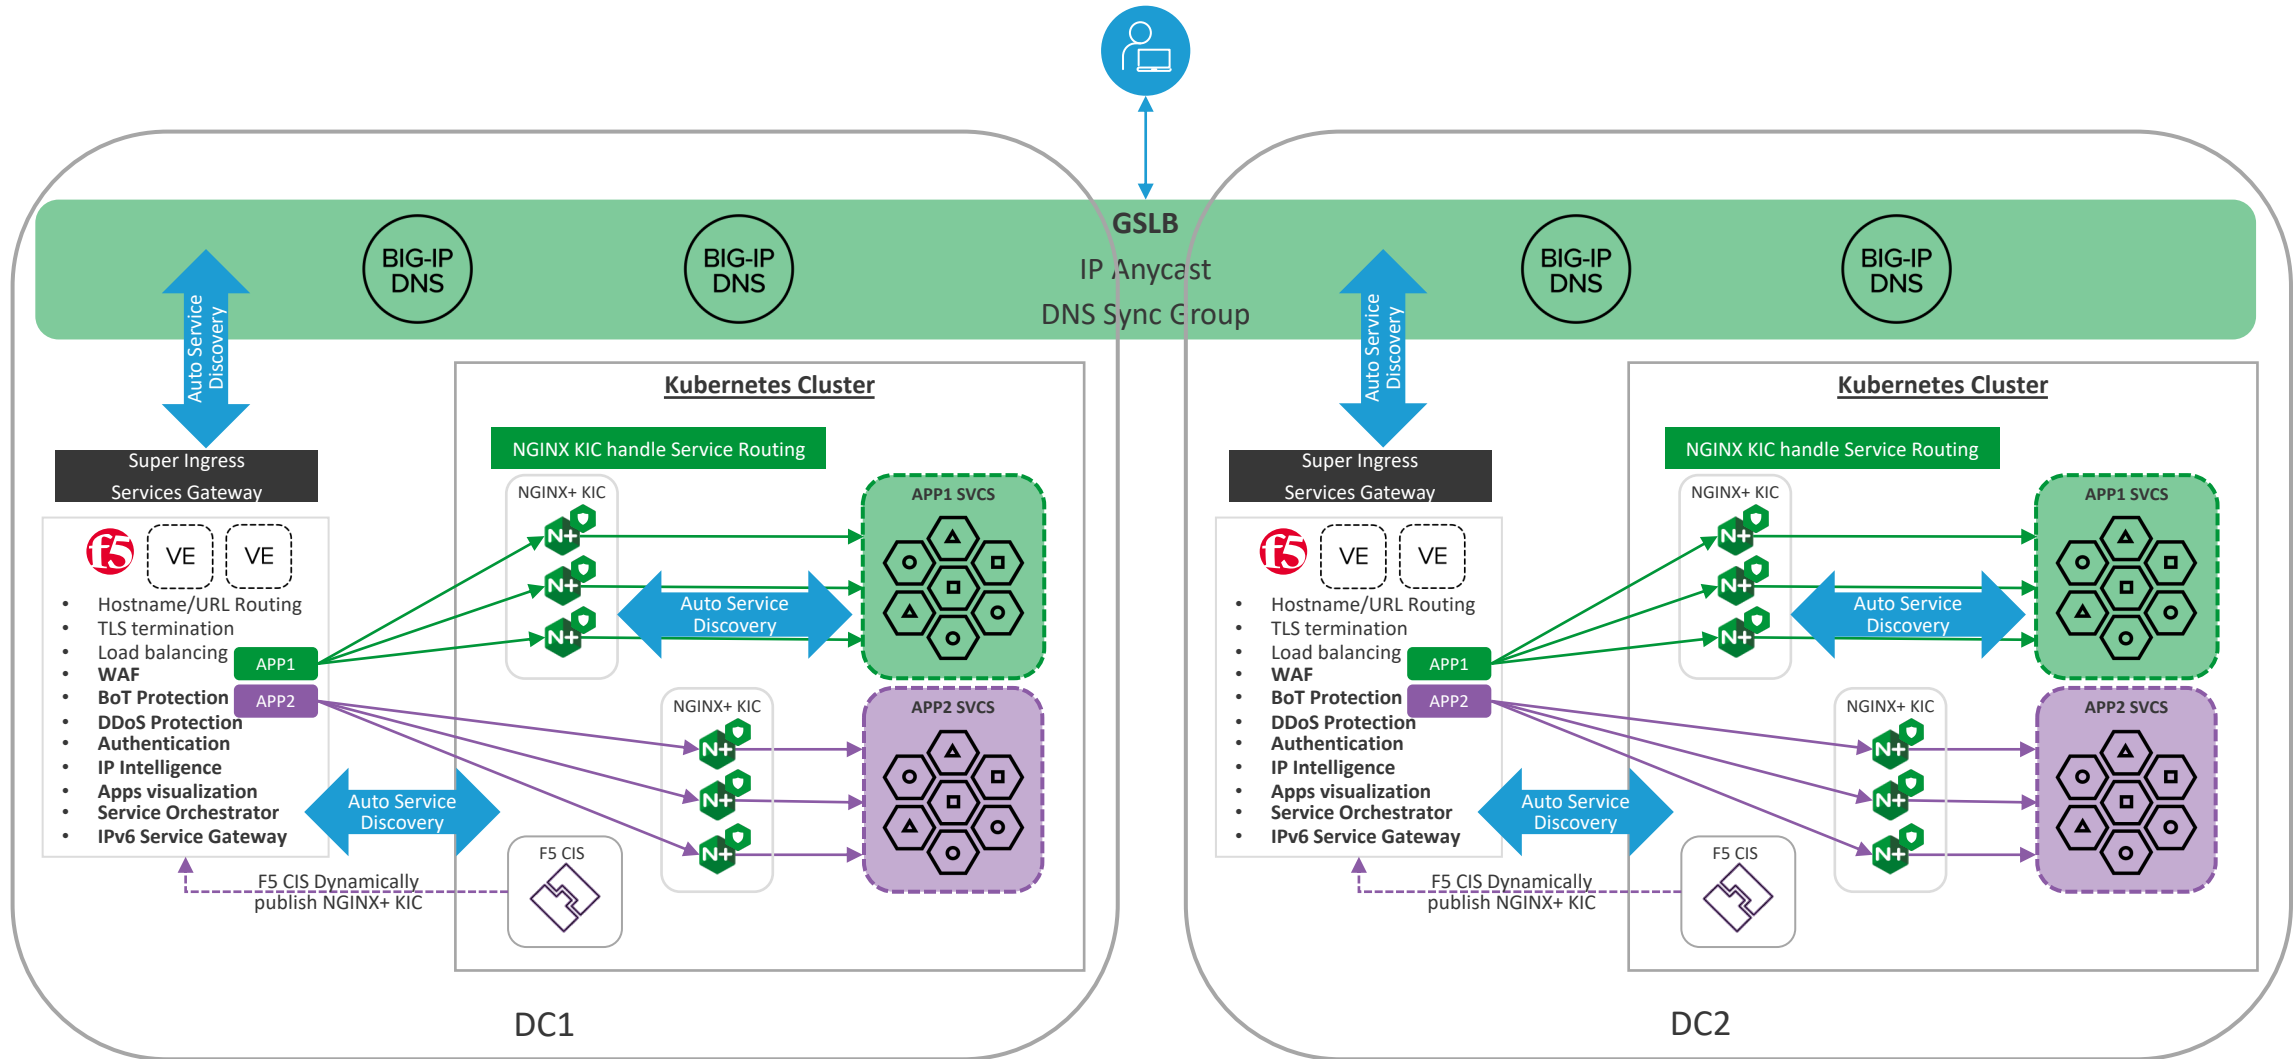 GSLB
IP Anycast
DNS Sync Group
BIG-IP
DNS
BIG-IP
DNS
Auto Service
Discovery
Super Ingress
Services Gateway
f5
VE
VE
• Hostname/URL Routing
• TLS termination
• Load balancing
• WAF
• BoT Protection
• DDoS Protection
• Authentication
• IP Intelligence
• Apps visualization
• Service Orchestrator
• IPv6 Service Gateway
APP1
APP2
Kubernetes Cluster
NGINX KIC handle Service Routing
NGINX+ KIC
N+
N+
N+
Auto Service
Discovery
APP1 SVCS
NGINX+ KIC
N+
N+
N+
APP2 SVCS
Auto Service
Discovery
F5 CIS
F5 CIS Dynamically
publish NGINX+ KIC
DC1
BIG-IP
DNS
BIG-IP
DNS
Auto Service
Discovery
Super Ingress
Services Gateway
f5
VE
VE
• Hostname/URL Routing
• TLS termination
• Load balancing
• WAF
• BoT Protection
• DDoS Protection
• Authentication
• IP Intelligence
• Apps visualization
• Service Orchestrator
• IPv6 Service Gateway
APP1
APP2
Kubernetes Cluster
NGINX KIC handle Service Routing
NGINX+ KIC
N+
N+
N+
Auto Service
Discovery
APP1 SVCS
NGINX+ KIC
N+
N+
N+
APP2 SVCS
Auto Service
Discovery
F5 CIS
F5 CIS Dynamically
publish NGINX+ KIC
DC2